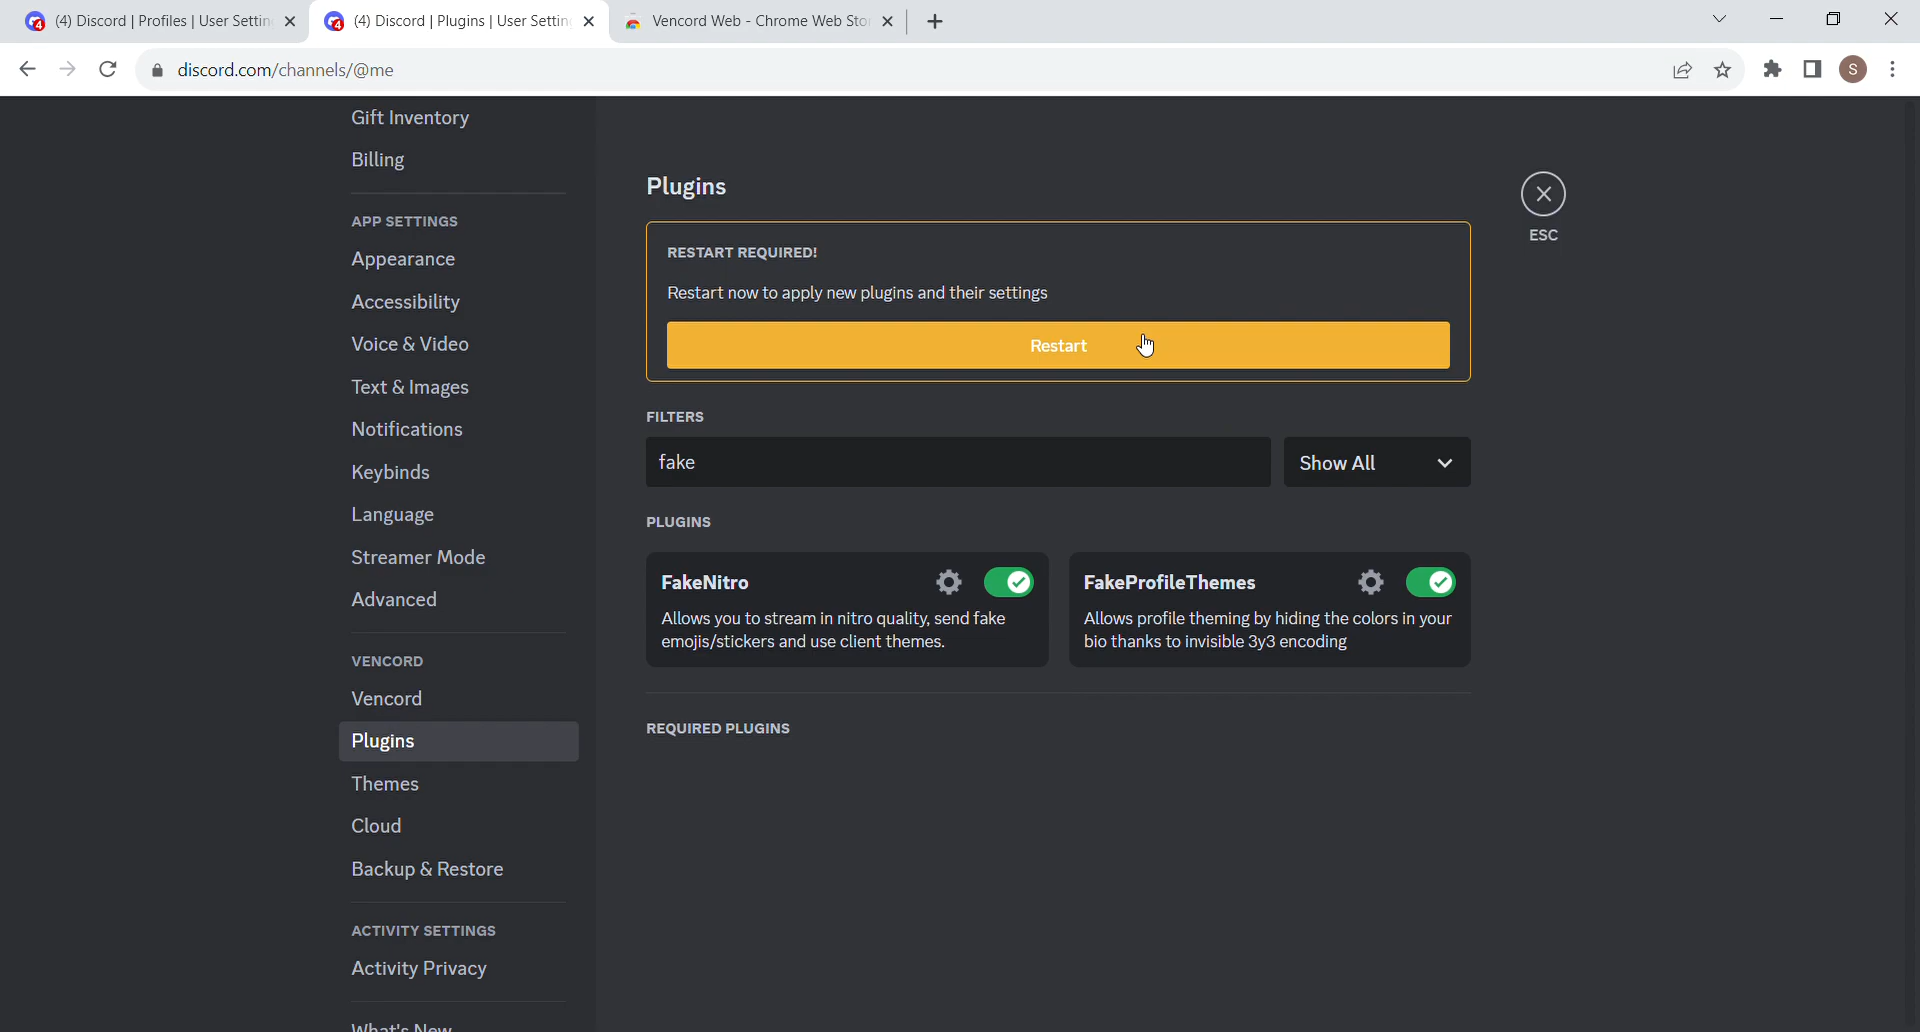 (4) Discord | Profiles | User Settin
(4) Discord | Plugins | User Settin
Vencord Web - Chrome Web Sto
discord.com/channels/@me
S
Gift Inventory
Billing
APP SETTINGS
Appearance
Accessibility
Voice & Video
Text & Images
Notifications
Keybinds
Language
Streamer Mode
Advanced
VENCORD
Vencord
Plugins
Themes
Cloud
Backup & Restore
ACTIVITY SETTINGS
Activity Privacy
What's New
Plugins
ESC
RESTART REQUIRED!
Restart now to apply new plugins and their settings
Restart
FILTERS
fake
Show All
PLUGINS
FakeNitro
Allows you to stream in nitro quality, send fake
emojis/stickers and use client themes.
FakeProfileThemes
Allows profile theming by hiding the colors in your
bio thanks to invisible 3y3 encoding
REQUIRED PLUGINS